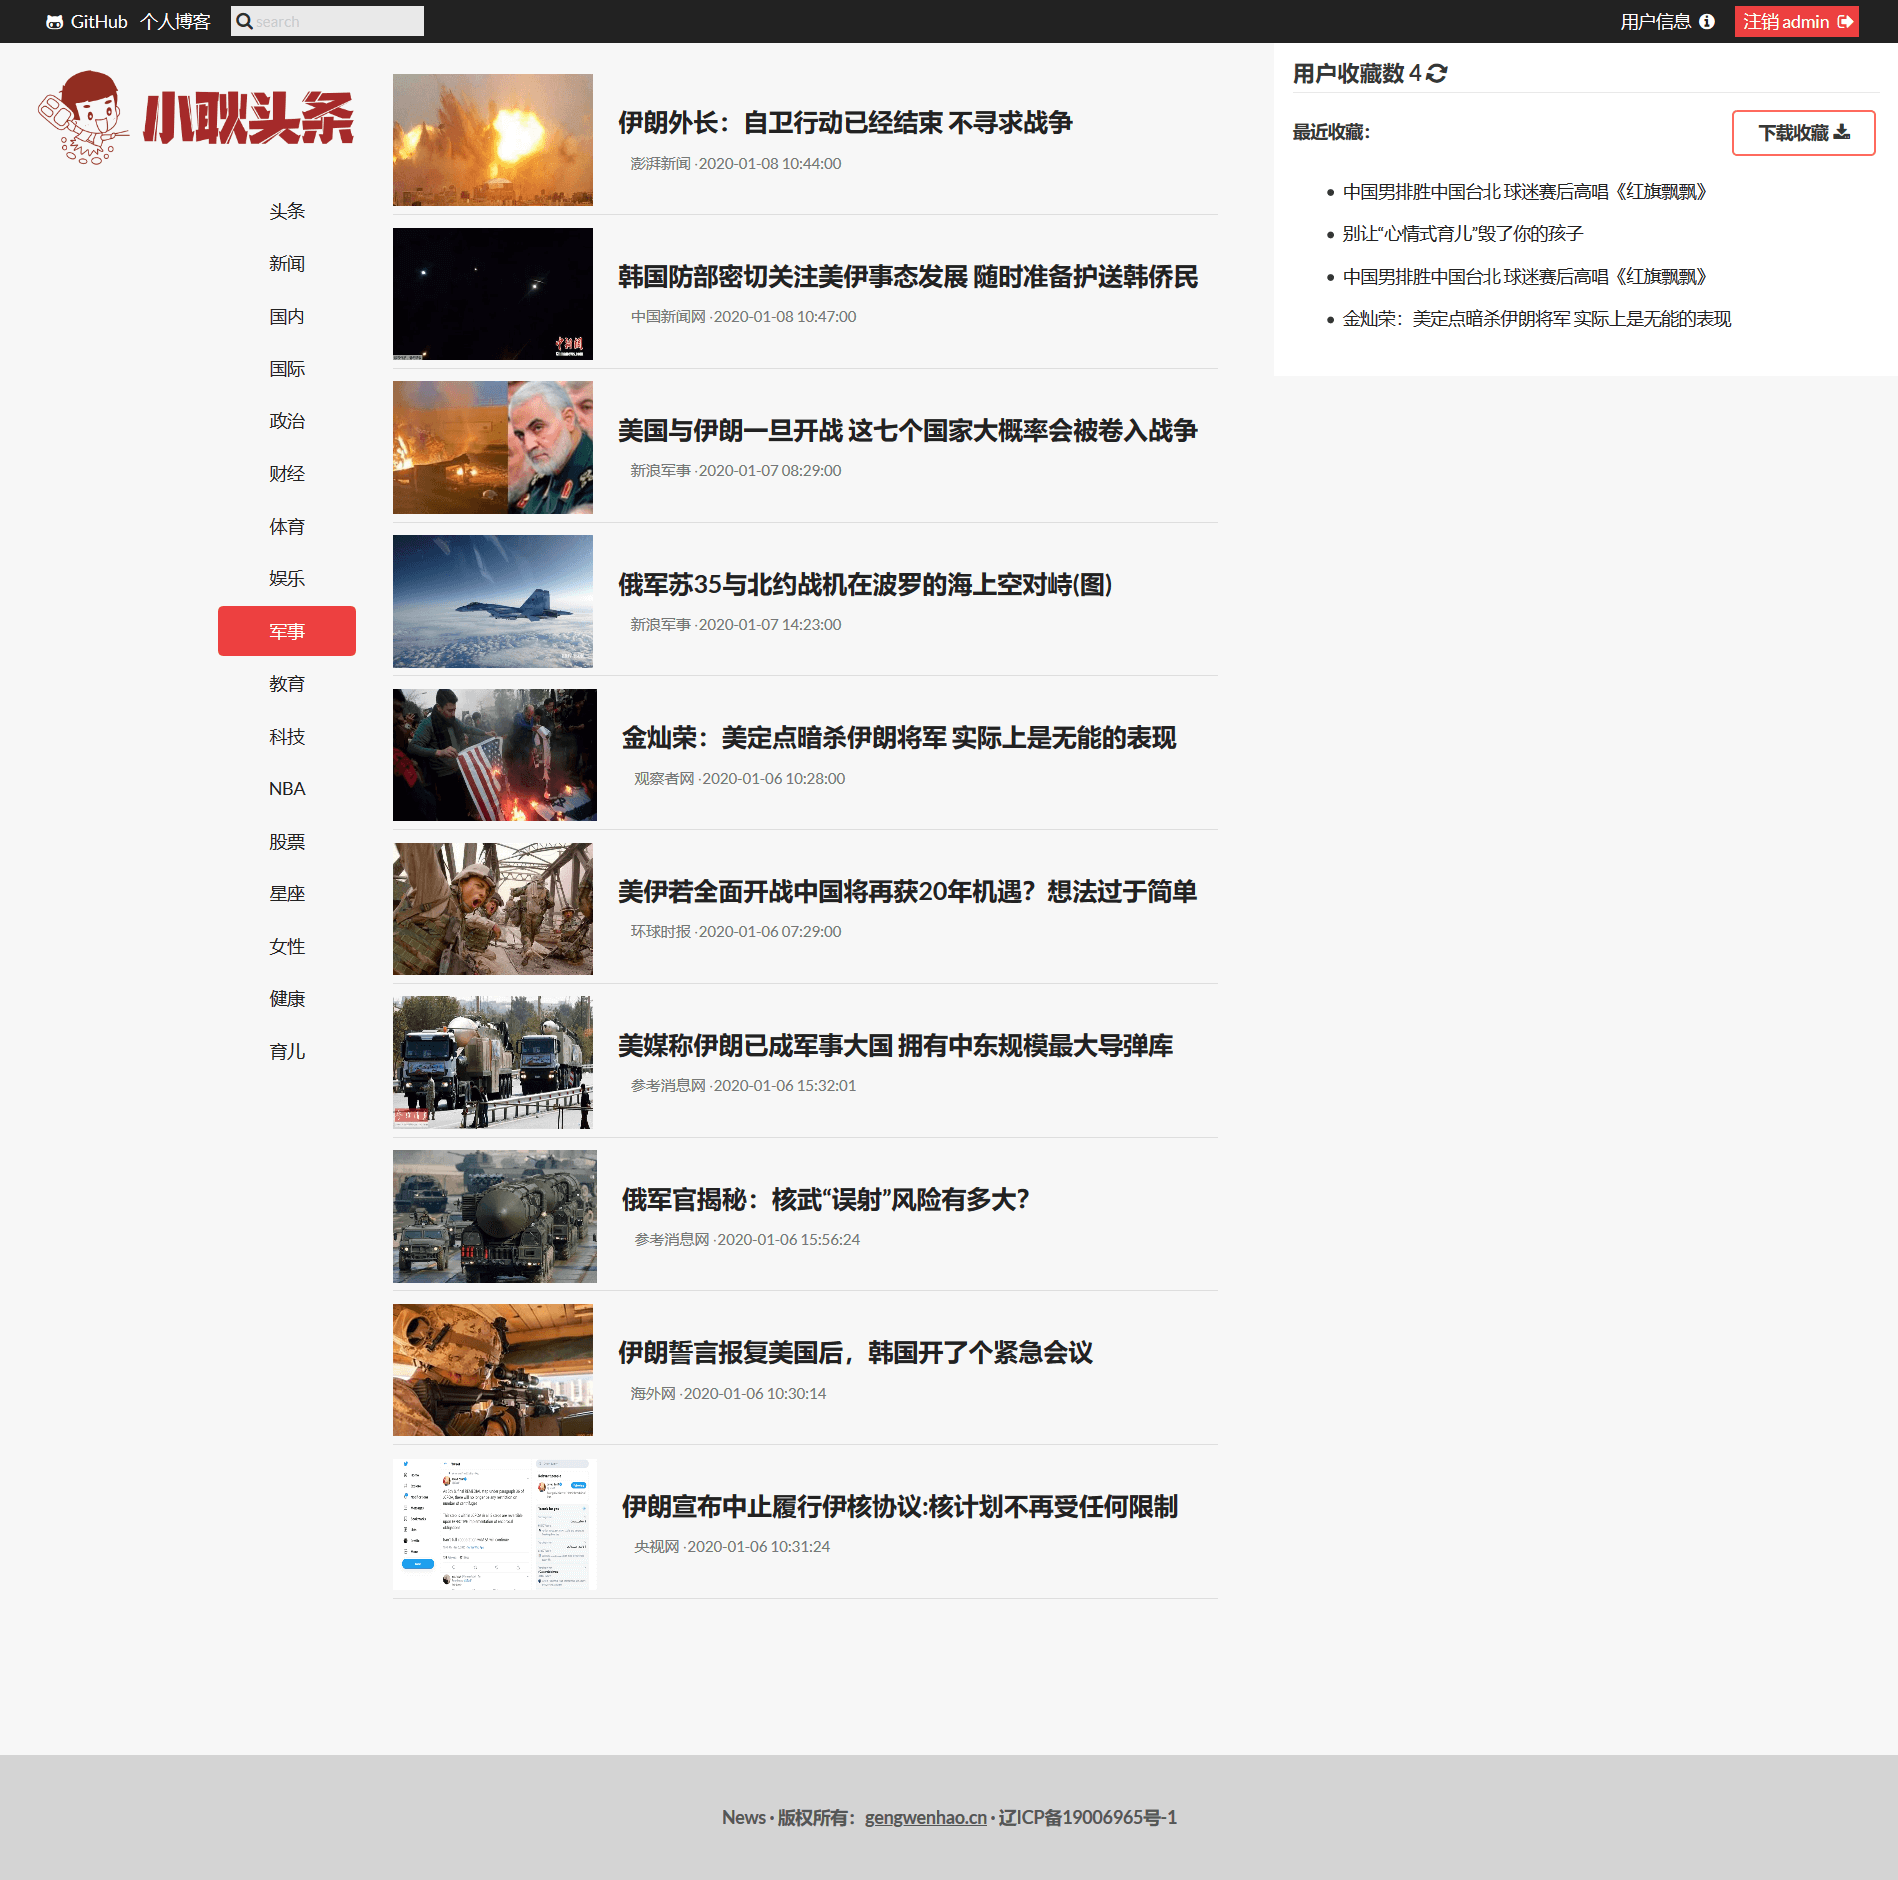 GitHub 个人博客 search 用户信息 注销 admin
小耿头条
头条
新闻
国内
国际
政治
财经
体育
娱乐
军事
教育
科技
NBA
股票
星座
女性
健康
育儿
伊朗外长：自卫行动已经结束 不寻求战争
澎湃新闻 ·2020-01-08 10:44:00
韩国防部密切关注美伊事态发展 随时准备护送韩侨民
中国新闻网 ·2020-01-08 10:47:00
美国与伊朗一旦开战 这七个国家大概率会被卷入战争
新浪军事 ·2020-01-07 08:29:00
俄军苏35与北约战机在波罗的海上空对峙(图)
新浪军事 ·2020-01-07 14:23:00
金灿荣：美定点暗杀伊朗将军 实际上是无能的表现
观察者网 ·2020-01-06 10:28:00
美伊若全面开战中国将再获20年机遇？想法过于简单
环球时报 ·2020-01-06 07:29:00
美媒称伊朗已成军事大国 拥有中东规模最大导弹库
参考消息网 ·2020-01-06 15:32:01
俄军官揭秘：核武“误射”风险有多大？
参考消息网 ·2020-01-06 15:56:24
伊朗誓言报复美国后，韩国开了个紧急会议
海外网 ·2020-01-06 10:30:14
伊朗宣布中止履行伊核协议:核计划不再受任何限制
央视网 ·2020-01-06 10:31:24
用户收藏数 4
最近收藏：
下载收藏
• 中国男排胜中国台北 球迷赛后高唱《红旗飘飘》
• 别让“心情式育儿”毁了你的孩子
• 中国男排胜中国台北 球迷赛后高唱《红旗飘飘》
• 金灿荣：美定点暗杀伊朗将军 实际上是无能的表现
News · 版权所有：gengwenhao.cn · 辽ICP备19006965号-1